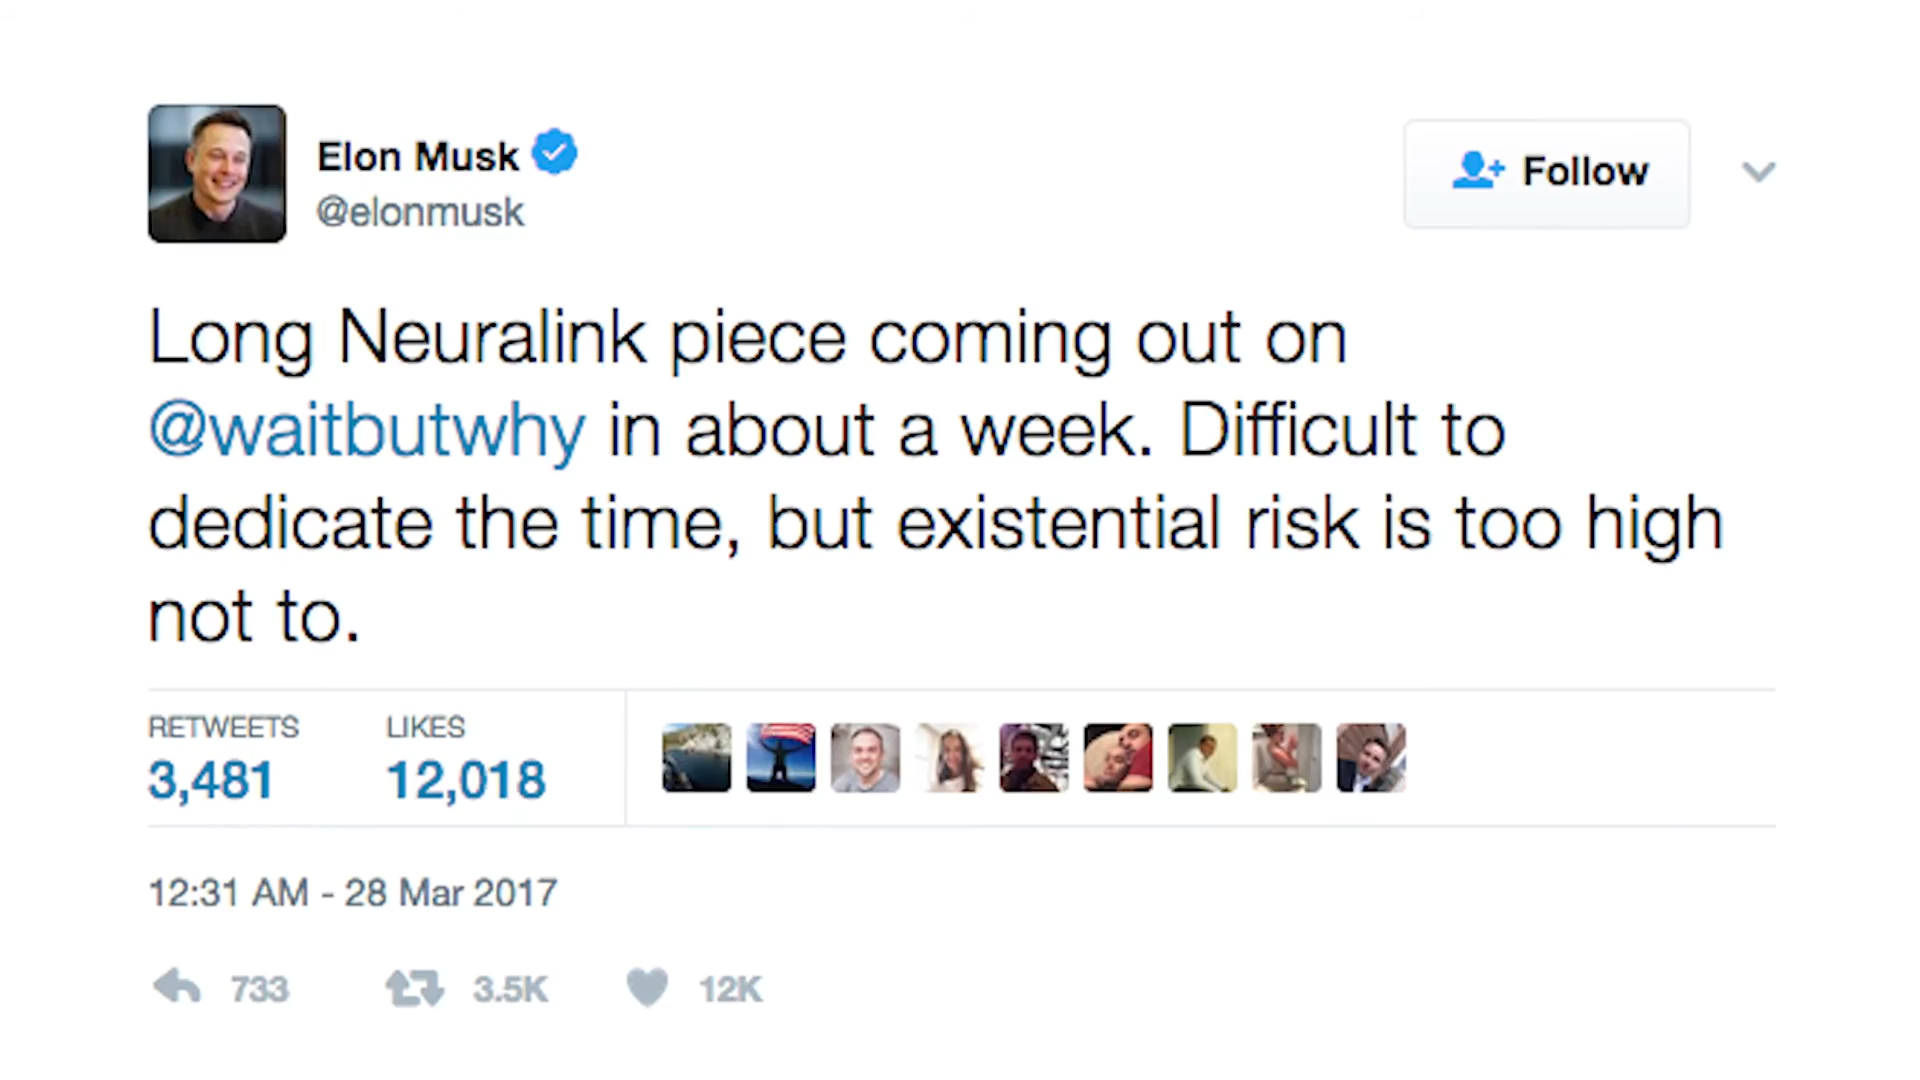 Elon Musk
@elonmusk
Follow
Long Neuralink piece coming out on
@waitbutwhy in about a week. Difficult to
dedicate the time, but existential risk is too high
not to.
RETWEETS LIKES
3,481 12,018
12:31 AM - 28 Mar 2017
733 3.5K 12K